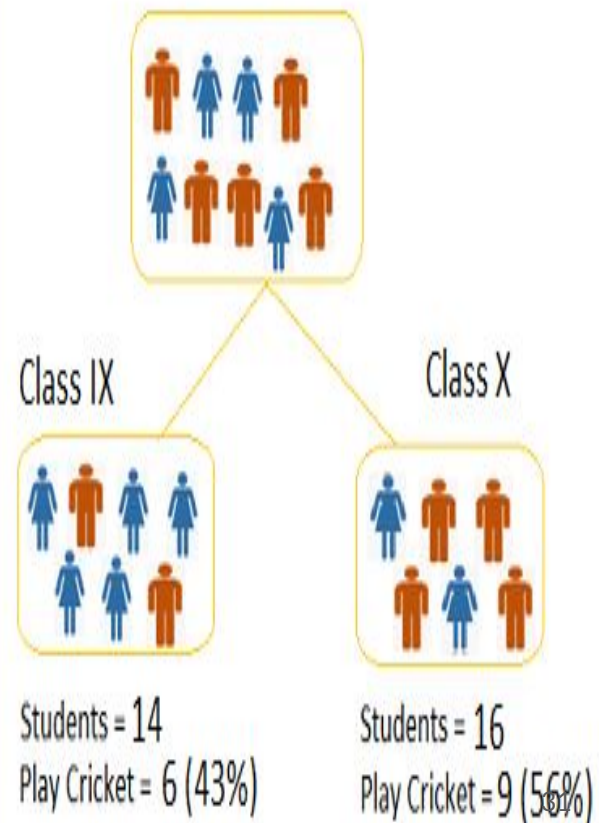 Class IX
Class X
Students = 14
Play Cricket = 6 (43%)
Students = 16
Play Cricket = 9 (56%)